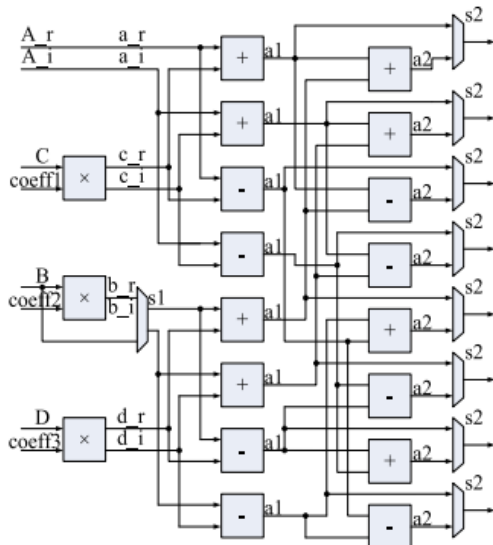 s2
A_r a_r + a1
A_i a_i + a2
s2
+ a1
+ a2
C c_r s2
coeff1 × c_i - a1
- a2
s2
- a1
- a2
B b_r s2
coeff2 × b_i s1 + a1
+ a2
s2
+ a1
- a2
D d_r s2
coeff3 × d_i - a1
+ a2
s2
- a1
- a2